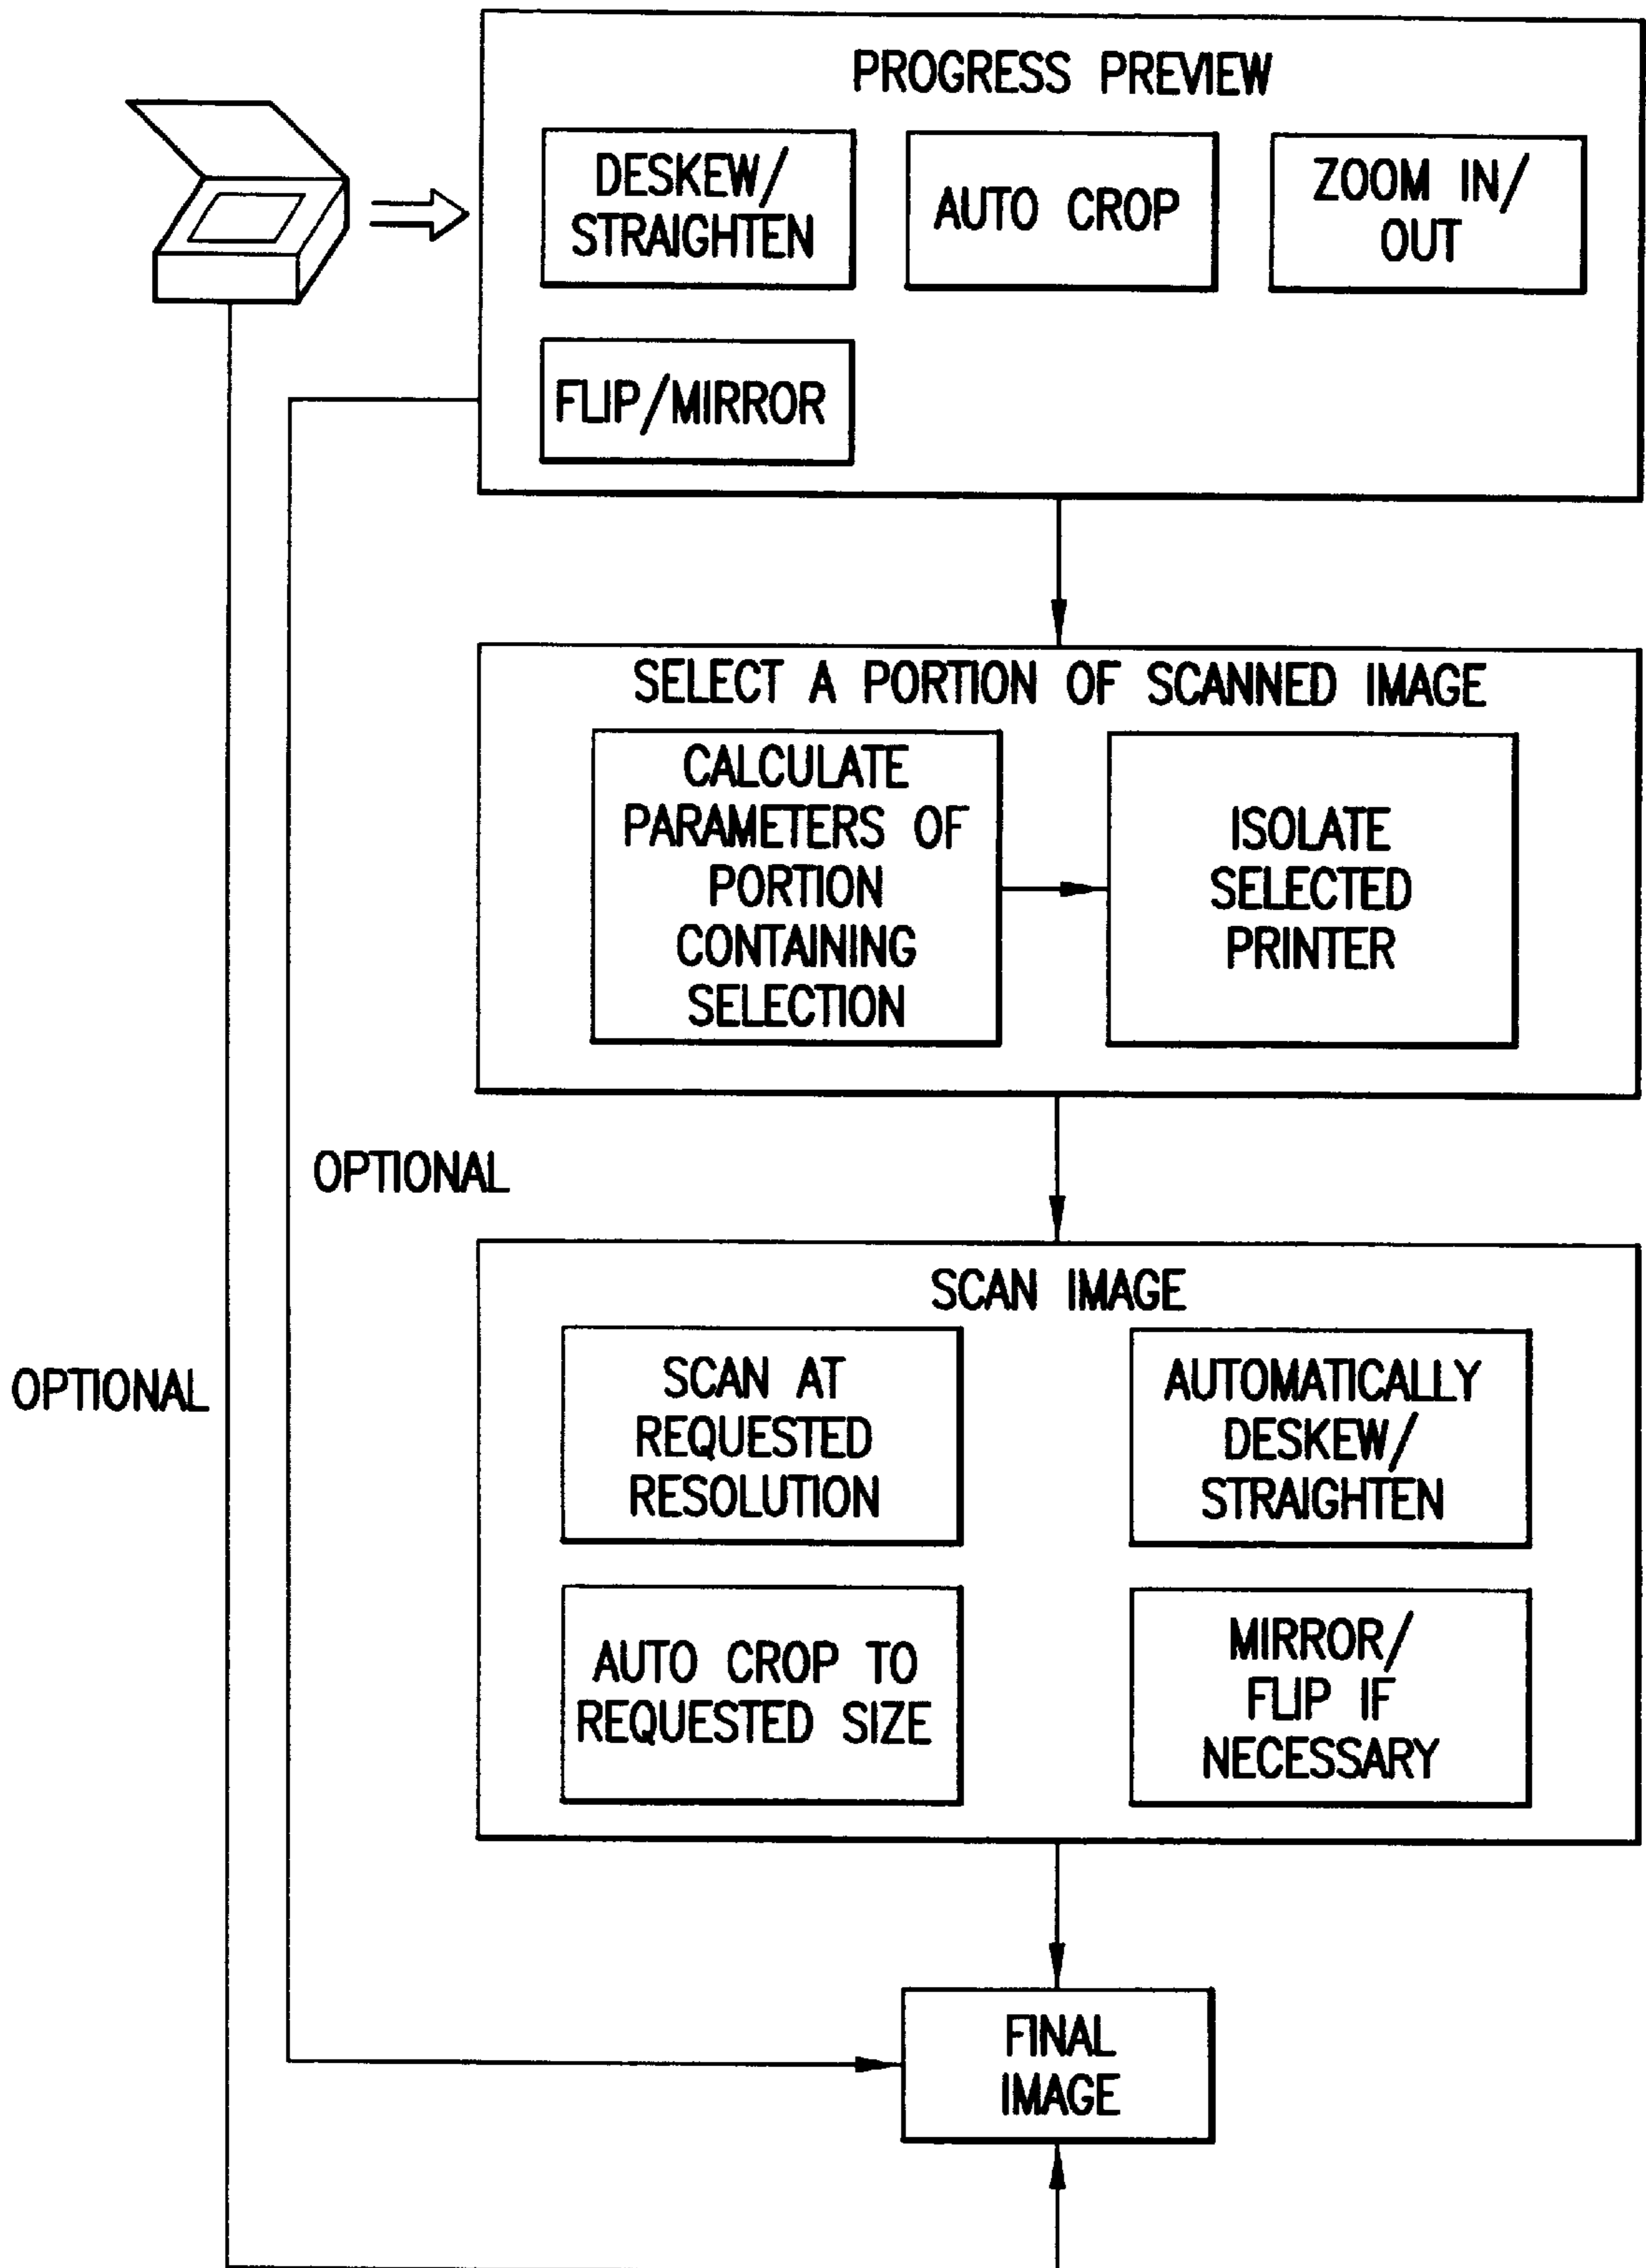 PROGRESS PREVIEW
DESKEW/
STRAIGHTEN
AUTO CROP
ZOOM IN/
OUT
FLIP/MIRROR
SELECT A PORTION OF SCANNED IMAGE
CALCULATE
PARAMETERS OF
PORTION
CONTAINING
SELECTION
ISOLATE
SELECTED
PRINTER
OPTIONAL
OPTIONAL
SCAN IMAGE
SCAN AT
REQUESTED
RESOLUTION
AUTOMATICALLY
DESKEW/
STRAIGHTEN
AUTO CROP TO
REQUESTED SIZE
MIRROR/
FLIP IF
NECESSARY
FINAL
IMAGE